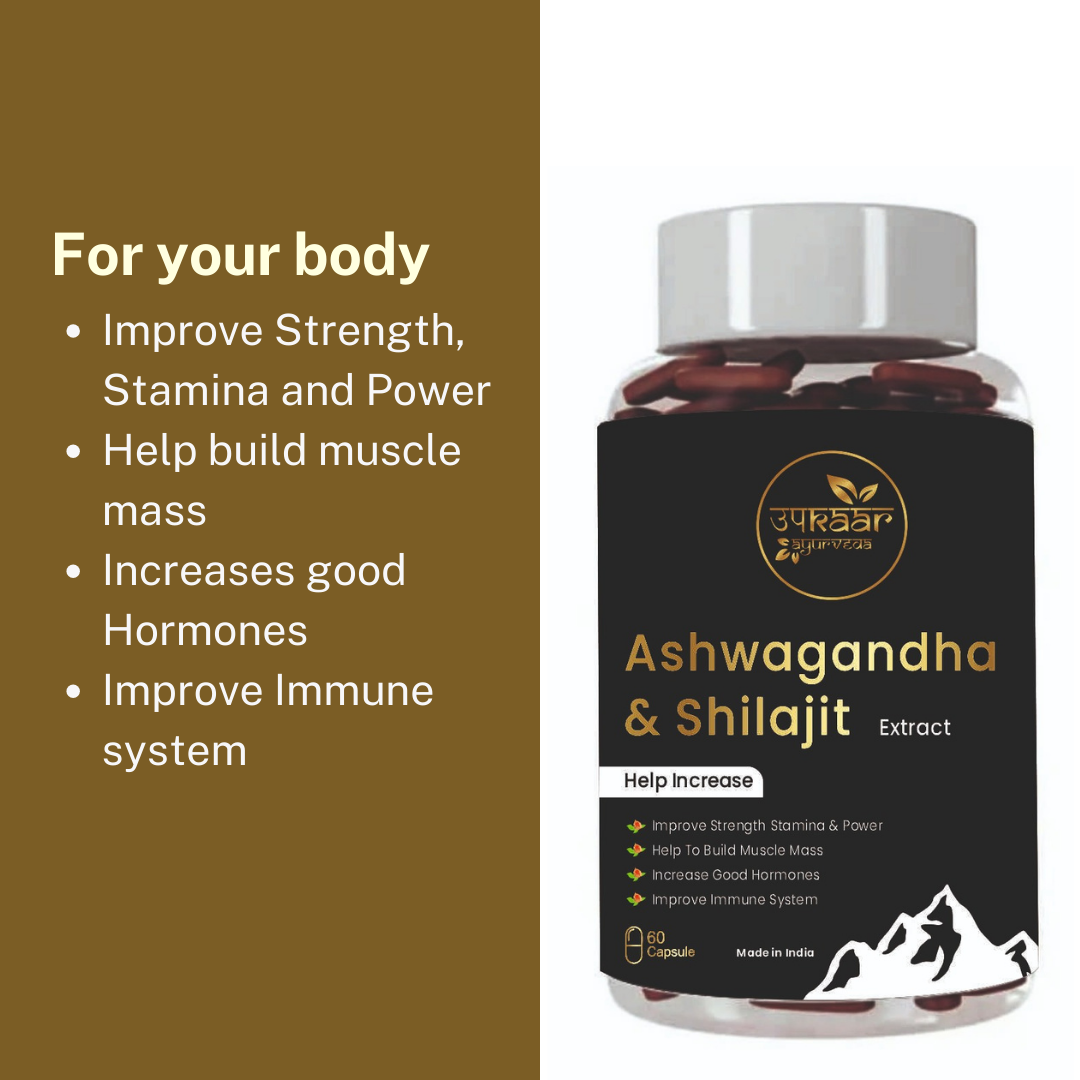 For your body
• Improve Strength,
Stamina and Power
• Help build muscle
mass
• Increases good
Hormones
• Improve Immune
system
उपkaar
ayurveda
Ashwagandha
& Shilajit Extract
Help Increase
Improve Strength Stamina & Power
Help To Build Muscle Mass
Increase Good Hormones
Improve Immune System
60
Capsule
Made in India